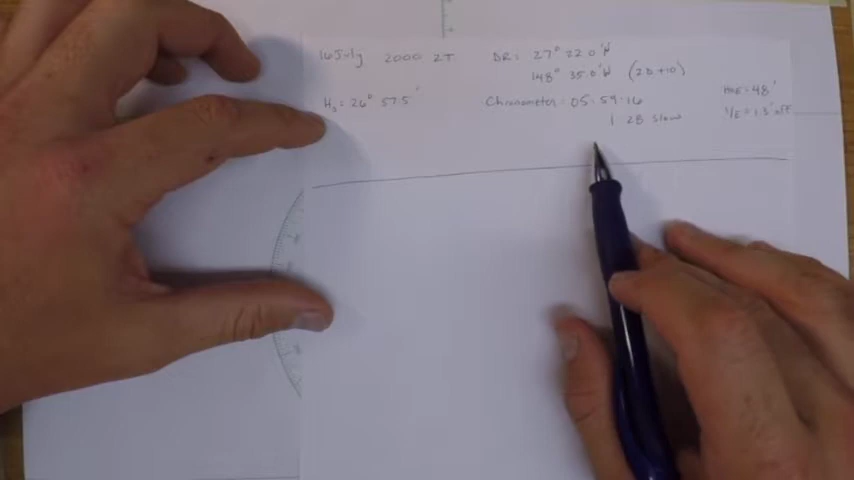 16 July 2000 ZT DR: 27° 22.0' N
148° 35.0' W (ZD+10)
Hs = 26° 57.5' Chronometer = 05:59:16 HoE = 48'
1 28 slow I/E = 1.3' off